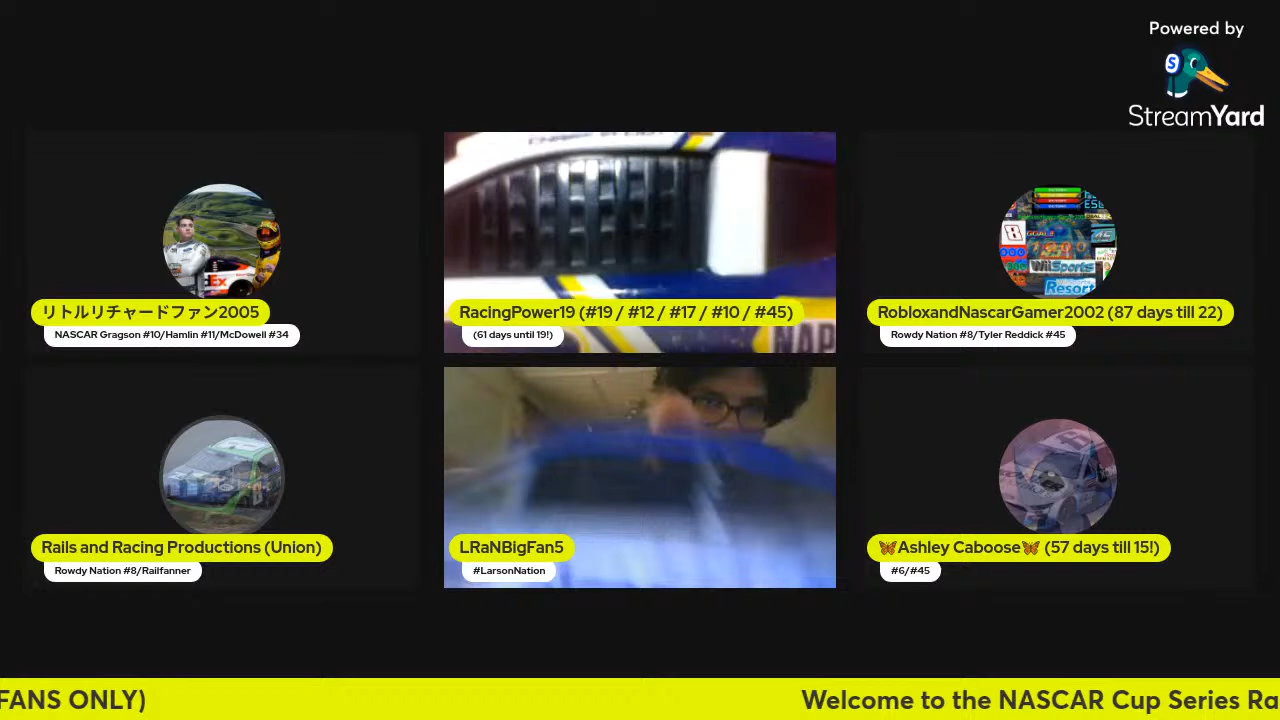 Powered by
StreamYard
リトルリチャードファン2005
NASCAR Gragson #10/Hamlin #11/McDowell #34
RacingPower19 (#19 / #12 / #17 / #10 / #45)
(61 days until 19!)
NAP
RobloxandNascarGamer2002 (87 days till 22)
Rowdy Nation #8/Tyler Reddick #45
Rails and Racing Productions (Union)
Rowdy Nation #8/Railfanner
LRaNBigFan5
#LarsonNation
🦋Ashley Caboose🦋 (57 days till 15!)
#6/#45
FANS ONLY)
Welcome to the NASCAR Cup Series Ra